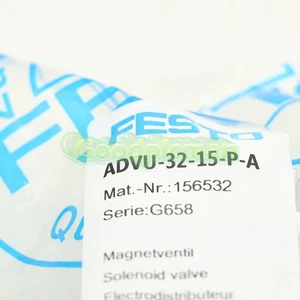 FESTO
ADVU-32-15-P-A
Mat.-Nr.:156532
Serie:G658
Magnetventil
Solenoid valve
Electrodistributeur